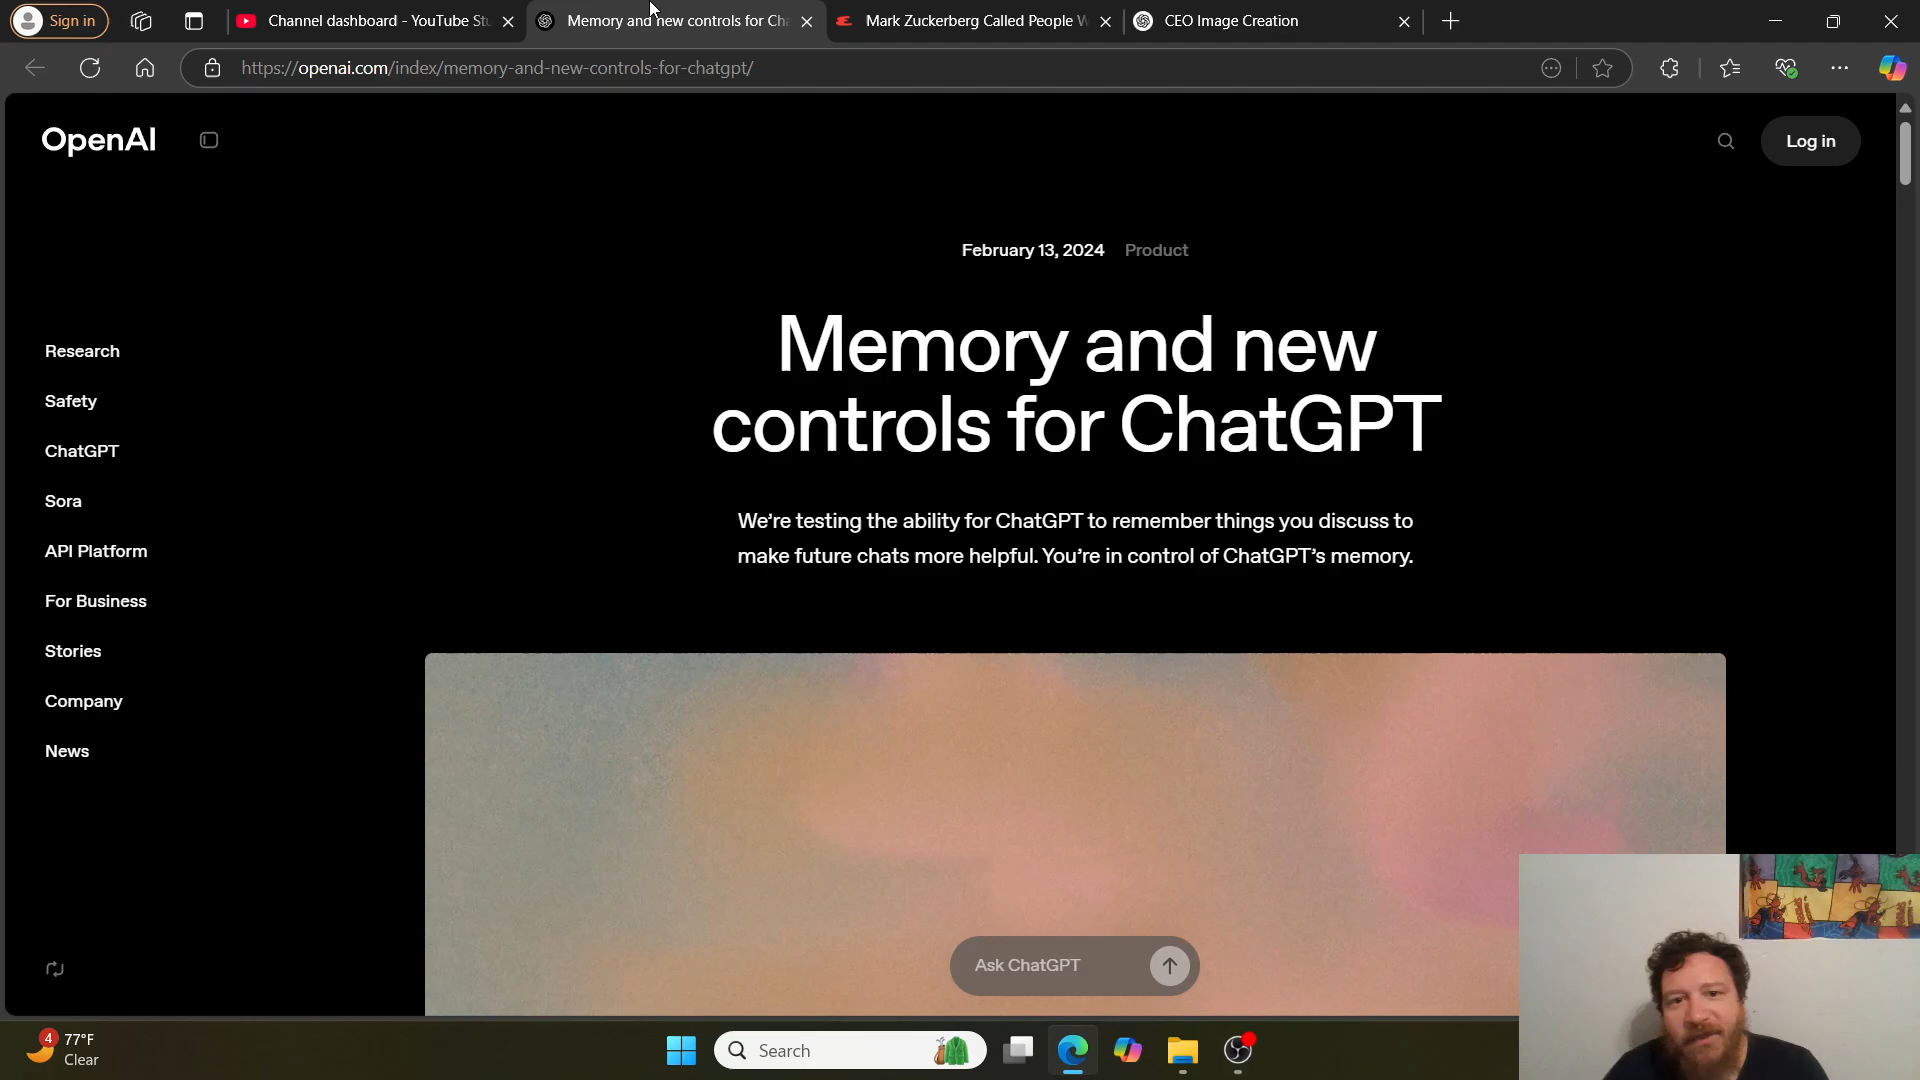 Sign in
Channel dashboard - YouTube Stu
Memory and new controls for Cha
Mark Zuckerberg Called People W
CEO Image Creation
https://openai.com/index/memory-and-new-controls-for-chatgpt/
OpenAI
Log in
February 13, 2024 Product
Memory and new
controls for ChatGPT
We're testing the ability for ChatGPT to remember things you discuss to
make future chats more helpful. You're in control of ChatGPT's memory.
Research
Safety
ChatGPT
Sora
API Platform
For Business
Stories
Company
News
Ask ChatGPT
4
77°F
Clear
Search